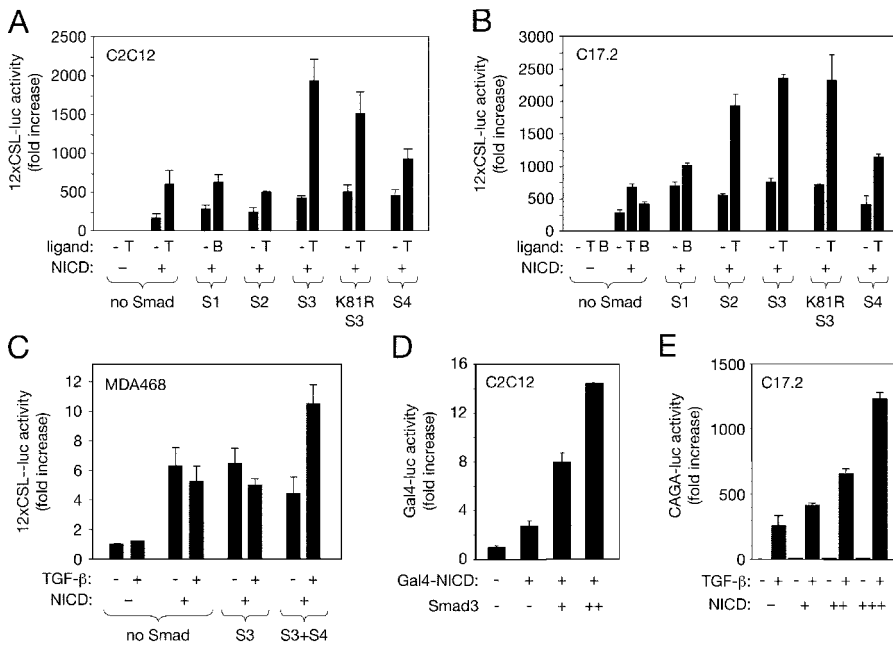 A
C2C12
12xCSL-luc activity
(fold increase)
2500
2000
1500
1000
500
0
ligand: - T - T - B - T - T - T - T
NICD: – + + + + + +
no Smad S1 S2 S3 K81R S3 S4
B
C17.2
12xCSL-luc activity
(fold increase)
3000
2500
2000
1500
1000
500
0
ligand: - T B - T B - B - T - T - T - T
NICD: – + + + + + +
no Smad S1 S2 S3 K81R S3 S4
C
MDA468
12xCSL--luc activity
(fold increase)
12
10
8
6
4
2
0
TGF-β: - + - + - + - +
NICD: – + + +
no Smad S3 S3+S4
D
C2C12
Gal4-luc activity
(fold increase)
16
12
8
4
0
Gal4-NICD: - + + +
Smad3 - - + ++
E
C17.2
CAGA-luc activity
(fold increase)
1500
1000
500
0
TGF-β: - + - + - + - +
NICD: – + ++ +++